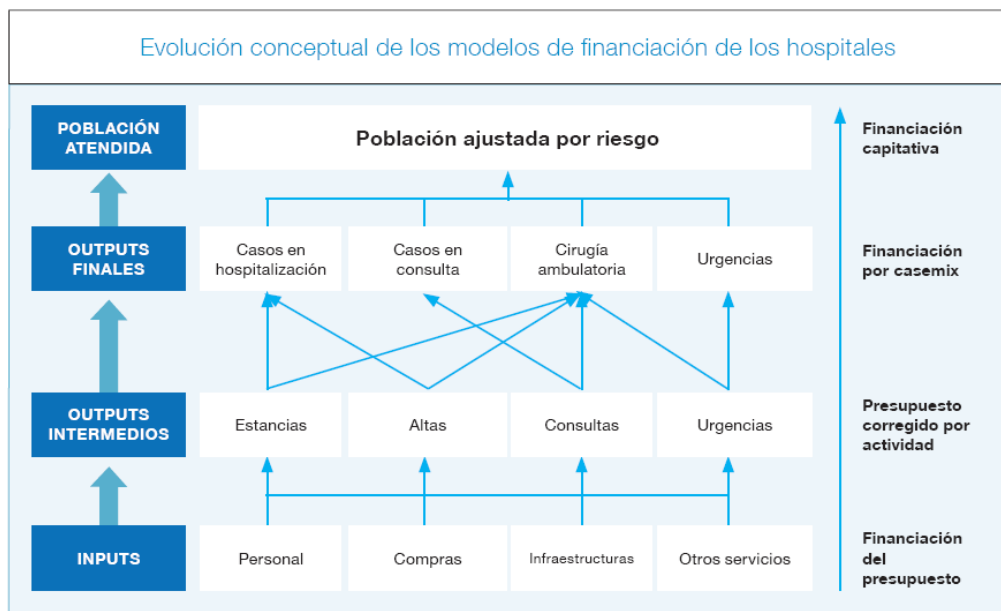 Evolución conceptual de los modelos de financiación de los hospitales
POBLACIÓN
ATENDIDA
Población ajustada por riesgo
Financiación
capitativa
OUTPUTS
FINALES
Casos en
hospitalización
Casos en
consulta
Cirugía
ambulatoria
Urgencias
Financiación
por casemix
OUTPUTS
INTERMEDIOS
Estancias
Altas
Consultas
Urgencias
Presupuesto
corregido por
actividad
INPUTS
Personal
Compras
Infraestructuras
Otros servicios
Financiación
del
presupuesto